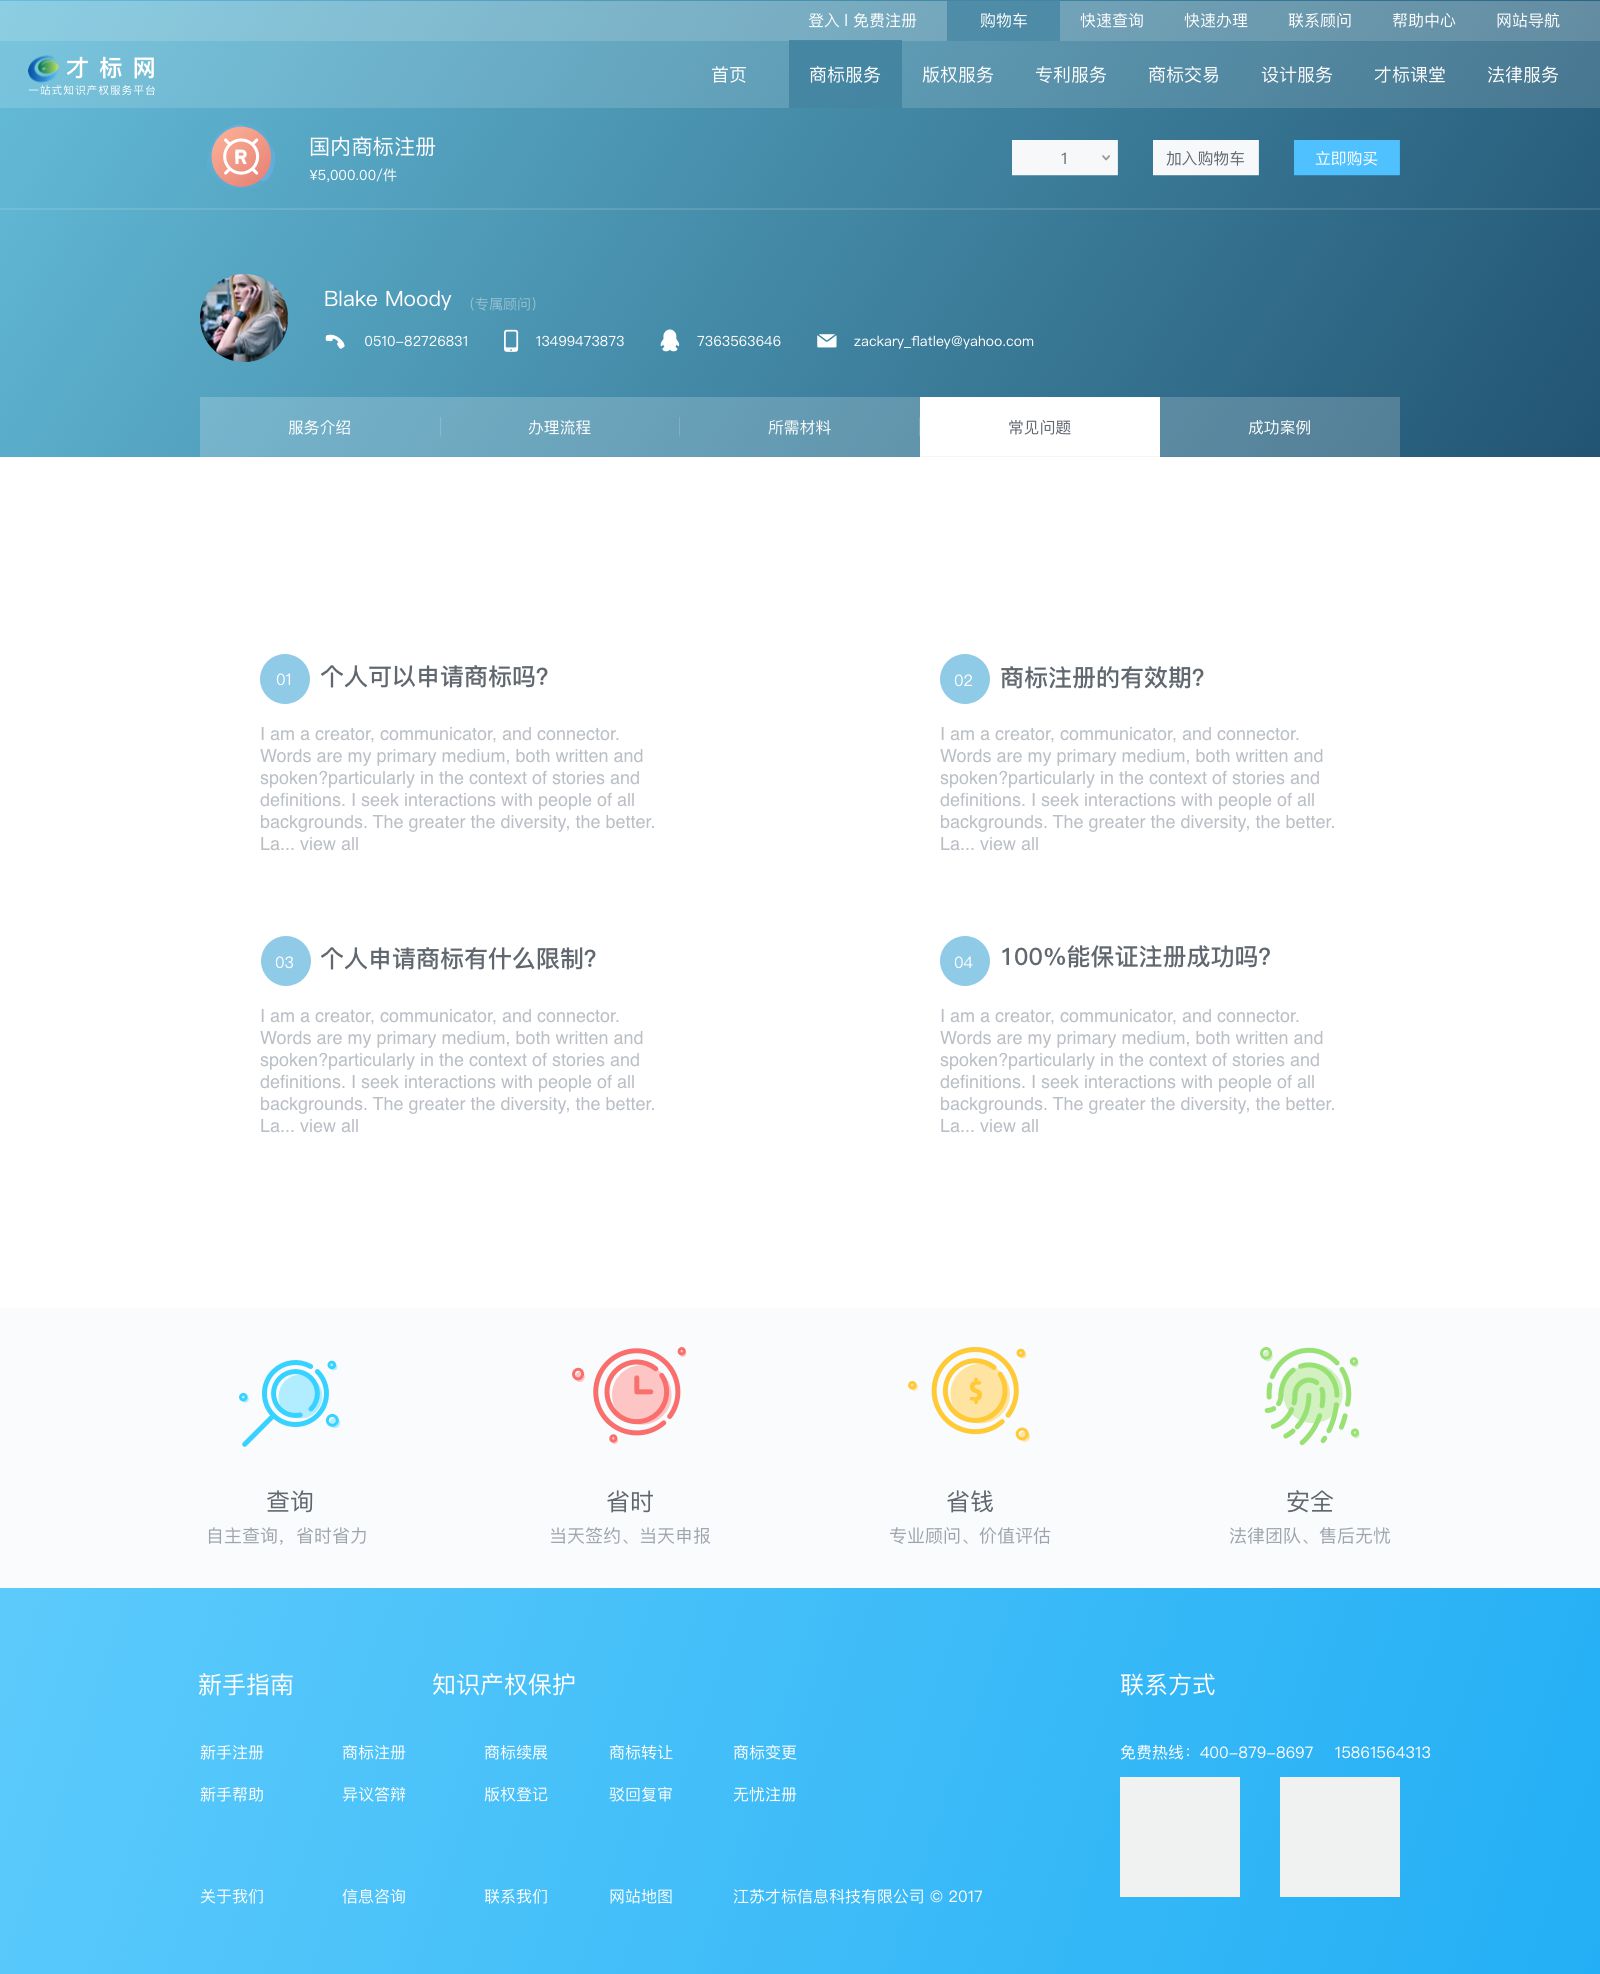 登入 | 免费注册
购物车
快速查询
快速办理
联系顾问
帮助中心
网站导航
才标网
一站式知识产权服务平台
首页
商标服务
版权服务
专利服务
商标交易
设计服务
才标课堂
法律服务
R
国内商标注册
¥5,000.00/件
1
加入购物车
立即购买
Blake Moody
(专属顾问)
0510-82726831
13499473873
7363563646
zackary_flatley@yahoo.com
服务介绍
办理流程
所需材料
常见问题
成功案例
01
个人可以申请商标吗?
I am a creator, communicator, and connector.
Words are my primary medium, both written and
spoken?particularly in the context of stories and
definitions. I seek interactions with people of all
backgrounds. The greater the diversity, the better.
La... view all
02
商标注册的有效期?
I am a creator, communicator, and connector.
Words are my primary medium, both written and
spoken?particularly in the context of stories and
definitions. I seek interactions with people of all
backgrounds. The greater the diversity, the better.
La... view all
03
个人申请商标有什么限制?
I am a creator, communicator, and connector.
Words are my primary medium, both written and
spoken?particularly in the context of stories and
definitions. I seek interactions with people of all
backgrounds. The greater the diversity, the better.
La... view all
04
100%能保证注册成功吗?
I am a creator, communicator, and connector.
Words are my primary medium, both written and
spoken?particularly in the context of stories and
definitions. I seek interactions with people of all
backgrounds. The greater the diversity, the better.
La... view all
查询
自主查询，省时省力
省时
当天签约、当天申报
$
省钱
专业顾问、价值评估
安全
法律团队、售后无忧
新手指南
知识产权保护
联系方式
新手注册
商标注册
商标续展
商标转让
商标变更
免费热线：400-879-8697 15861564313
新手帮助
异议答辩
版权登记
驳回复审
无忧注册
关于我们
信息咨询
联系我们
网站地图
江苏才标信息科技有限公司 © 2017